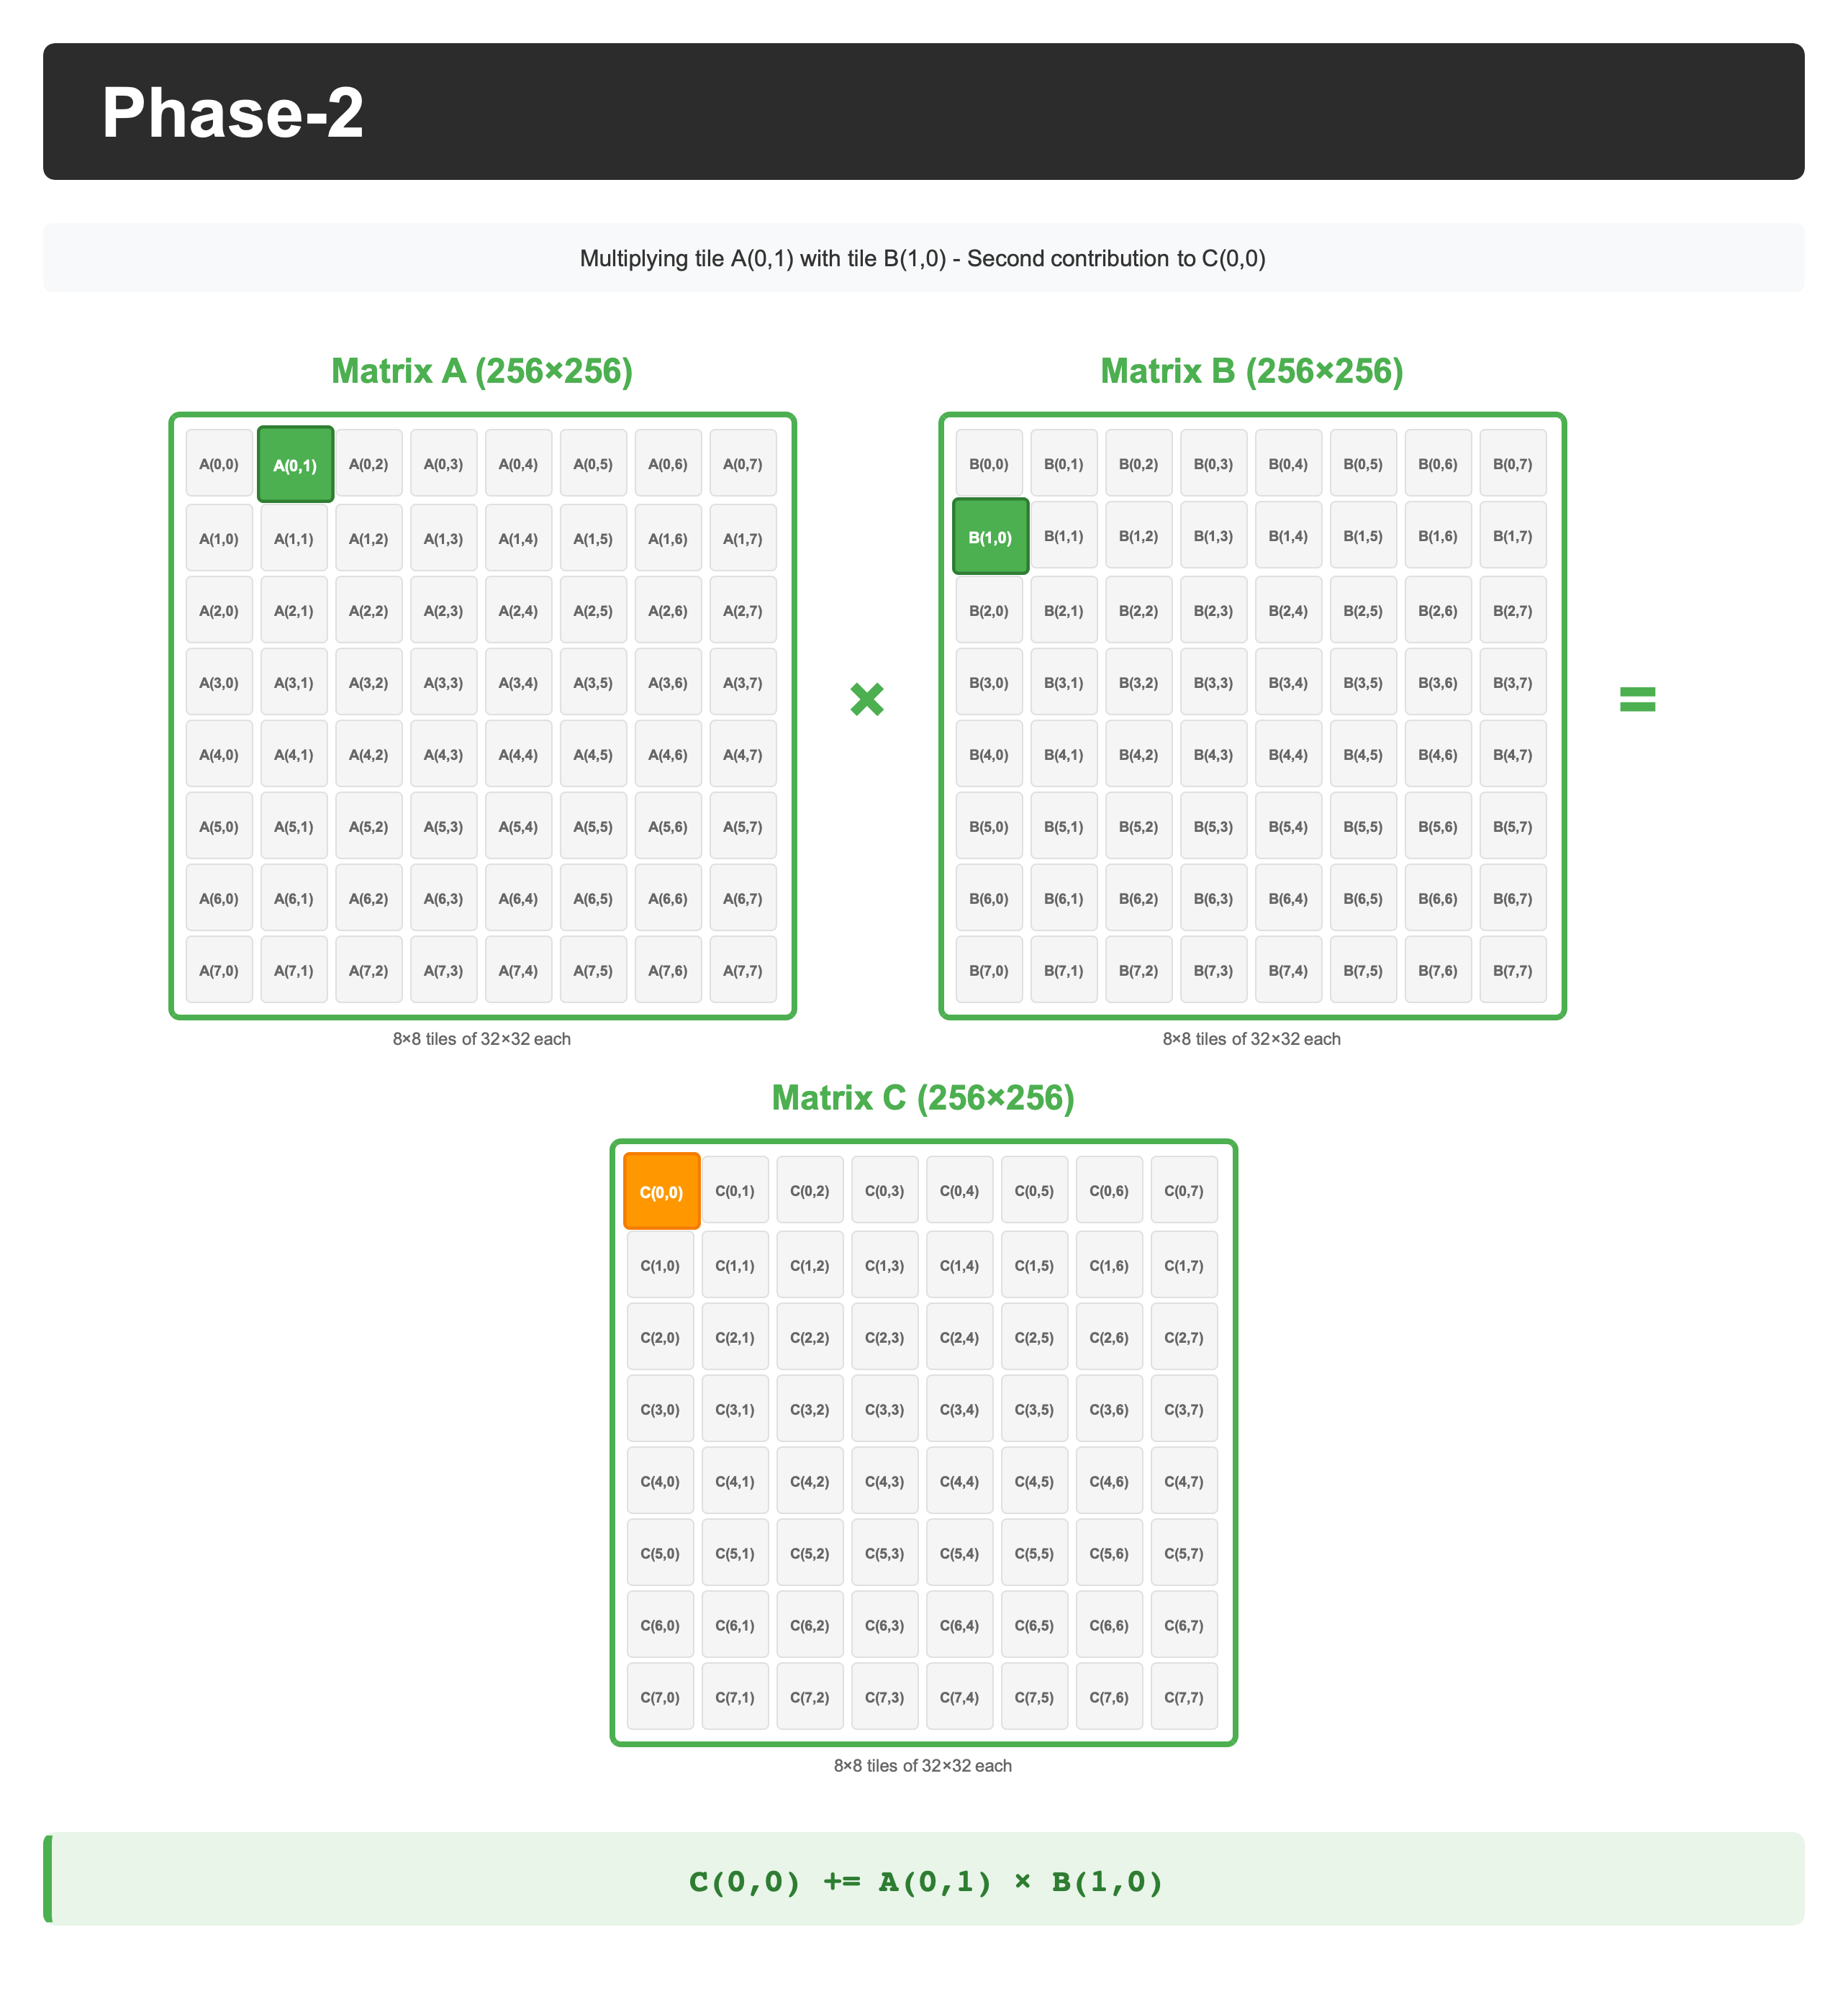 Phase-2
Multiplying tile A(0,1) with tile B(1,0) - Second contribution to C(0,0)
Matrix A (256×256)
A(0,0) A(0,1) A(0,2) A(0,3) A(0,4) A(0,5) A(0,6) A(0,7)
A(1,0) A(1,1) A(1,2) A(1,3) A(1,4) A(1,5) A(1,6) A(1,7)
A(2,0) A(2,1) A(2,2) A(2,3) A(2,4) A(2,5) A(2,6) A(2,7)
A(3,0) A(3,1) A(3,2) A(3,3) A(3,4) A(3,5) A(3,6) A(3,7)
A(4,0) A(4,1) A(4,2) A(4,3) A(4,4) A(4,5) A(4,6) A(4,7)
A(5,0) A(5,1) A(5,2) A(5,3) A(5,4) A(5,5) A(5,6) A(5,7)
A(6,0) A(6,1) A(6,2) A(6,3) A(6,4) A(6,5) A(6,6) A(6,7)
A(7,0) A(7,1) A(7,2) A(7,3) A(7,4) A(7,5) A(7,6) A(7,7)
8×8 tiles of 32×32 each
×
Matrix B (256×256)
B(0,0) B(0,1) B(0,2) B(0,3) B(0,4) B(0,5) B(0,6) B(0,7)
B(1,0) B(1,1) B(1,2) B(1,3) B(1,4) B(1,5) B(1,6) B(1,7)
B(2,0) B(2,1) B(2,2) B(2,3) B(2,4) B(2,5) B(2,6) B(2,7)
B(3,0) B(3,1) B(3,2) B(3,3) B(3,4) B(3,5) B(3,6) B(3,7)
B(4,0) B(4,1) B(4,2) B(4,3) B(4,4) B(4,5) B(4,6) B(4,7)
B(5,0) B(5,1) B(5,2) B(5,3) B(5,4) B(5,5) B(5,6) B(5,7)
B(6,0) B(6,1) B(6,2) B(6,3) B(6,4) B(6,5) B(6,6) B(6,7)
B(7,0) B(7,1) B(7,2) B(7,3) B(7,4) B(7,5) B(7,6) B(7,7)
8×8 tiles of 32×32 each
=
Matrix C (256×256)
C(0,0) C(0,1) C(0,2) C(0,3) C(0,4) C(0,5) C(0,6) C(0,7)
C(1,0) C(1,1) C(1,2) C(1,3) C(1,4) C(1,5) C(1,6) C(1,7)
C(2,0) C(2,1) C(2,2) C(2,3) C(2,4) C(2,5) C(2,6) C(2,7)
C(3,0) C(3,1) C(3,2) C(3,3) C(3,4) C(3,5) C(3,6) C(3,7)
C(4,0) C(4,1) C(4,2) C(4,3) C(4,4) C(4,5) C(4,6) C(4,7)
C(5,0) C(5,1) C(5,2) C(5,3) C(5,4) C(5,5) C(5,6) C(5,7)
C(6,0) C(6,1) C(6,2) C(6,3) C(6,4) C(6,5) C(6,6) C(6,7)
C(7,0) C(7,1) C(7,2) C(7,3) C(7,4) C(7,5) C(7,6) C(7,7)
8×8 tiles of 32×32 each
C(0,0) += A(0,1) × B(1,0)